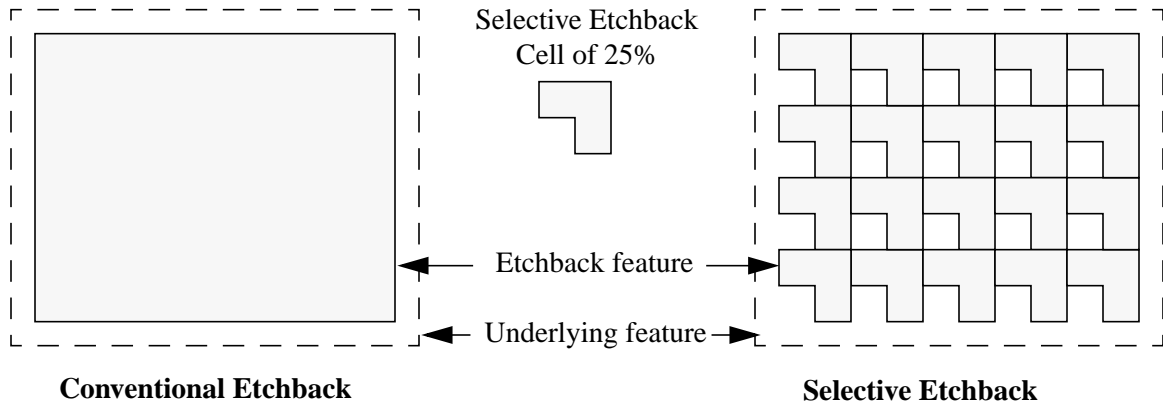 Selective Etchback
Cell of 25%
Etchback feature
Underlying feature
Conventional Etchback
Selective Etchback